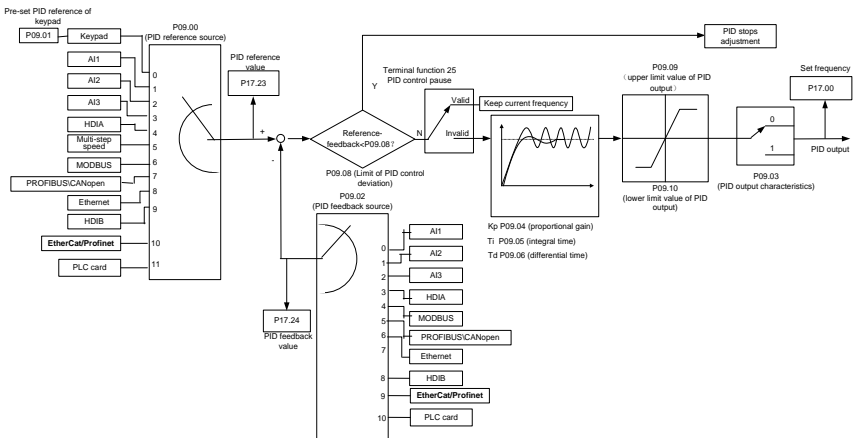 Pre-set PID reference of
keypad
P09.01
Keypad
AI1
AI2
AI3
HDIA
Multi-step
speed
MODBUS
PROFIBUS\CANopen
Ethernet
HDIB
EtherCat/Profinet
PLC card
P09.00
(PID reference source)
0
1
2
3
4
5
6
7
8
9
10
11
PID reference
value
P17.23
+
-
Reference-
feedback<P09.08?
Y
N
P09.08 (Limit of PID control
deviation)
PID stops
adjustment
Terminal function 25
PID control pause
Valid
Invalid
Keep current frequency
Kp P09.04 (proportional gain)
Ti P09.05 (integral time)
Td P09.06 (differential time)
P09.09
(upper limit value of PID
output)
P09.10
(lower limit value of PID
output)
0
1
P09.03
(PID output characteristics)
Set frequency
P17.00
PID output
P17.24
PID feedback
value
P09.02
(PID feedback source)
0
1
2
3
4
5
6
7
8
9
10
AI1
AI2
AI3
HDIA
MODBUS
PROFIBUS\CANopen
Ethernet
HDIB
EtherCat/Profinet
PLC card